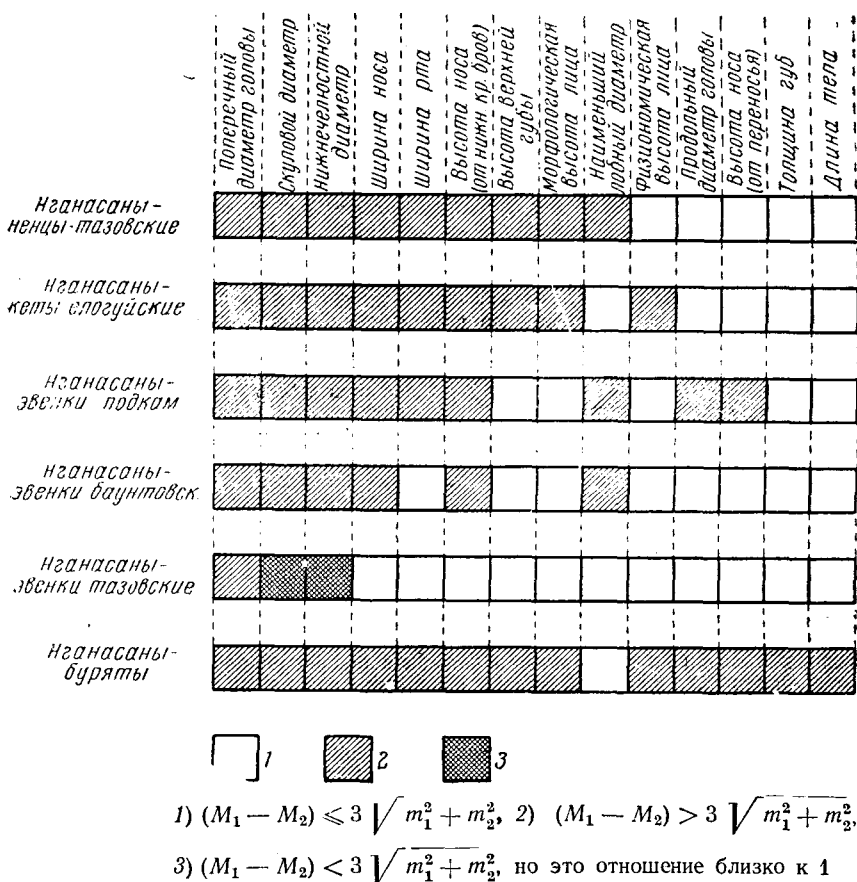 Поперечный
диаметр головы
Скуловой диаметр
Нижнечелюстной
диаметр
Ширина носа
Ширина рта
Высота носа
(от нижн кр. бров)
Высота верхней
губы
Морфологическая
высота лица
Наименьший
лобный диаметр
Физиономическая
высота лица
Продольный
диаметр головы
Высота носа
(от переносья)
Толщина губ
Длина тела
Нганасаны-
ненцы-тазовские
Нганасаны-
кеты елогуйские
Нганасаны-
эвенки подкам
Нганасаны-
эвенки баунтовск.
Нганасаны-
эвенки тазовские
Нганасаны-
буряты
1 2 3
1) (M₁ — M₂) ⩽ 3 √m₁² + m₂², 2) (M₁ — M₂) > 3 √m₁² + m₂²,
3) (M₁ — M₂) < 3 √m₁² + m₂², но это отношение близко к 1